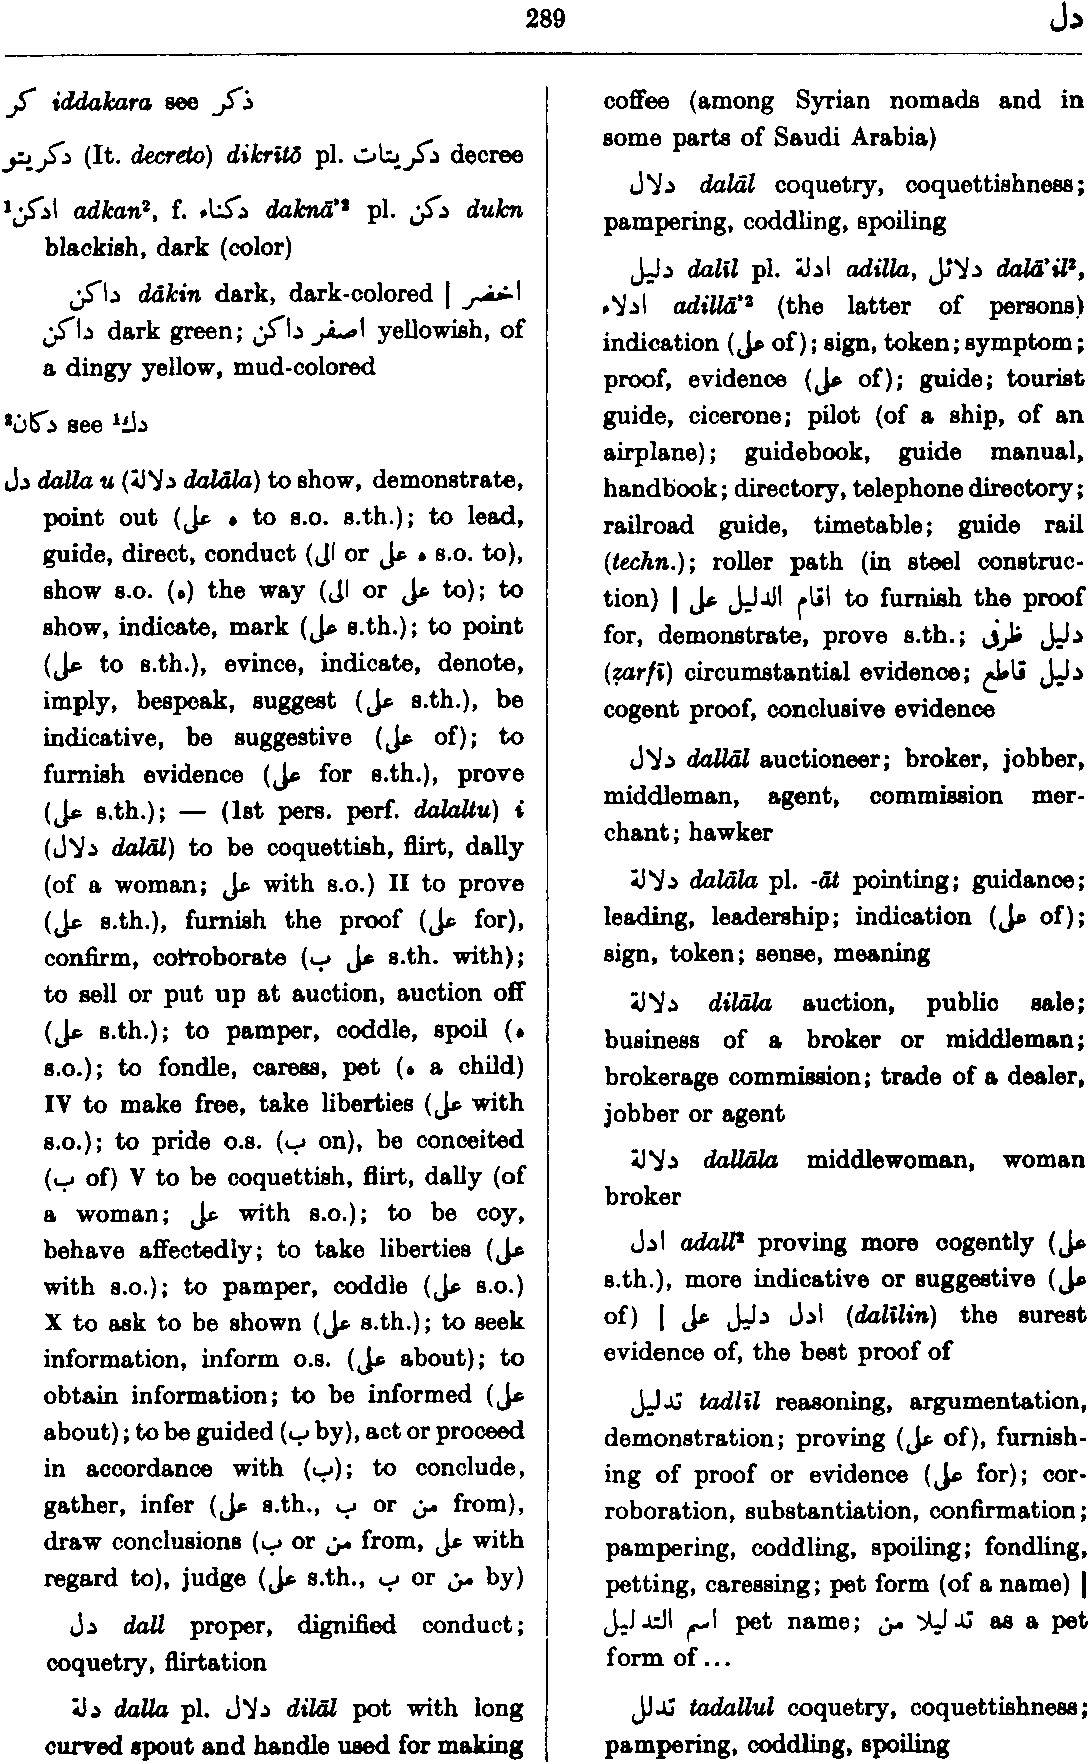 289
دل
كر iddakara see ذكر
دكريتو (It. decreto) dikrītō pl. دكريتات decree
¹ادكن adkan², f. دكناء daknā'² pl. دكن dukn
blackish, dark (color)
داكن dākin dark, dark-colored | اخضر
داكن dark green; اصفر داكن yellowish, of
a dingy yellow, mud-colored
²دكان see ¹دك
دل dalla u (دلالة dalāla) to show, demonstrate,
point out (ه على to s.o. s.th.); to lead,
guide, direct, conduct (الى or ه على s.o. to),
show s.o. (ه) the way (الى or على to); to
show, indicate, mark (على s.th.); to point
(على to s.th.), evince, indicate, denote,
imply, bespeak, suggest (على s.th.), be
indicative, be suggestive (على of); to
furnish evidence (على for s.th.), prove
(على s.th.); — (1st pers. perf. dalaltu) i
(دلال dalāl) to be coquettish, flirt, dally
(of a woman; على with s.o.) II to prove
(على s.th.), furnish the proof (على for),
confirm, corroborate (على ب s.th. with);
to sell or put up at auction, auction off
(على s.th.); to pamper, coddle, spoil (ه
s.o.); to fondle, caress, pet (ه a child)
IV to make free, take liberties (على with
s.o.); to pride o.s. (ب on), be conceited
(ب of) V to be coquettish, flirt, dally (of
a woman; على with s.o.); to be coy,
behave affectedly; to take liberties (على
with s.o.); to pamper, coddle (على s.o.)
X to ask to be shown (على s.th.); to seek
information, inform o.s. (على about); to
obtain information; to be informed (على
about); to be guided (ب by), act or proceed
in accordance with (ب); to conclude,
gather, infer (على s.th., ب or من from),
draw conclusions (ب or من from, على with
regard to), judge (على s.th., ب or من by)
دل dall proper, dignified conduct;
coquetry, flirtation
دلة dalla pl. دلال dilāl pot with long
curved spout and handle used for making
coffee (among Syrian nomads and in
some parts of Saudi Arabia)
دلال dalāl coquetry, coquettishness;
pampering, coddling, spoiling
دليل dalīl pl. ادلة adilla, دلائل dalā'il²,
ادلاء adillā'² (the latter of persons)
indication (على of); sign, token; symptom;
proof, evidence (على of); guide; tourist
guide, cicerone; pilot (of a ship, of an
airplane); guidebook, guide manual,
handbook; directory, telephone directory;
railroad guide, timetable; guide rail
(techn.); roller path (in steel construc-
tion) | اقام الدليل على to furnish the proof
for, demonstrate, prove s.th.; دليل ظرفى
(ẓarfī) circumstantial evidence; دليل قاطع
cogent proof, conclusive evidence
دلال dallāl auctioneer; broker, jobber,
middleman, agent, commission mer-
chant; hawker
دلالة dalāla pl. -āt pointing; guidance;
leading, leadership; indication (على of);
sign, token; sense, meaning
دلالة dilāla auction, public sale;
business of a broker or middleman;
brokerage commission; trade of a dealer,
jobber or agent
دلالة dallāla middlewoman, woman
broker
ادل adall² proving more cogently (على
s.th.), more indicative or suggestive (على
of) | ادل دليل على (dalīlin) the surest
evidence of, the best proof of
تدليل tadlīl reasoning, argumentation,
demonstration; proving (على of), furnish-
ing of proof or evidence (على for); cor-
roboration, substantiation, confirmation;
pampering, coddling, spoiling; fondling,
petting, caressing; pet form (of a name) |
اسم التدليل pet name; تدليلا من as a pet
form of ...
تدلل tadallul coquetry, coquettishness;
pampering, coddling, spoiling